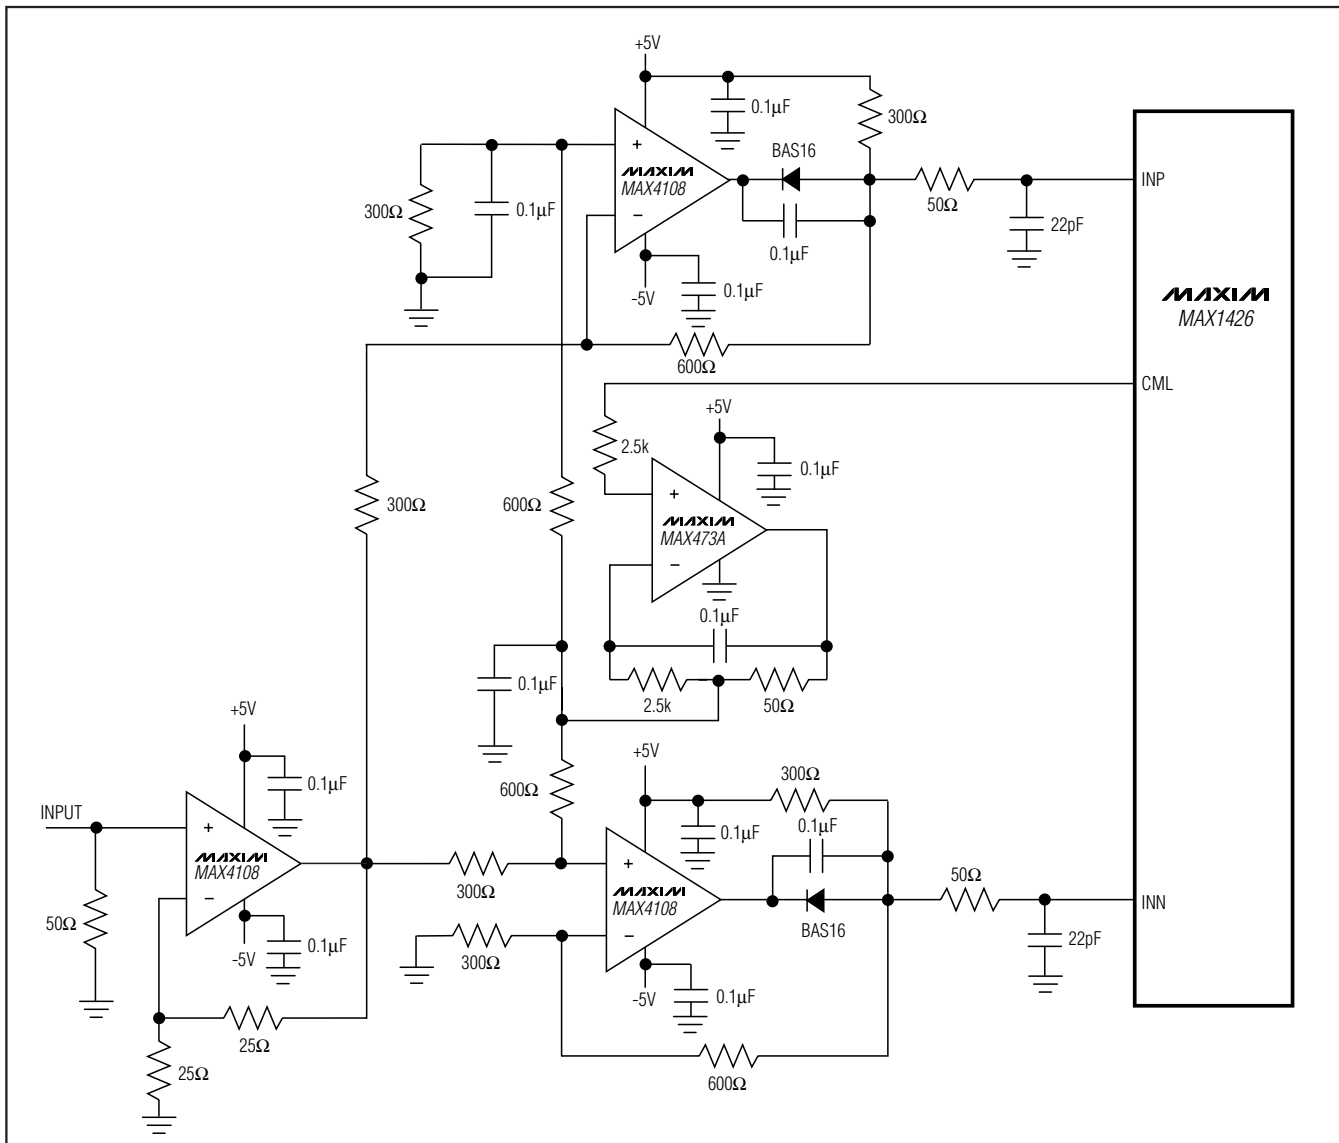 +5V
0.1µF
300Ω
+
MAXIM
MAX4108
−
BAS16
0.1µF
50Ω
INP
22pF
300Ω
0.1µF
-5V
0.1µF
MAXIM
MAX1426
600Ω
CML
+5V
2.5k
0.1µF
300Ω
600Ω
+
MAXIM
MAX473A
−
0.1µF
0.1µF
2.5k
50Ω
+5V
0.1µF
600Ω
+5V
300Ω
INPUT
0.1µF
0.1µF
+
MAXIM
MAX4108
−
300Ω
+
MAXIM
MAX4108
−
50Ω
INN
BAS16
50Ω
-5V
0.1µF
300Ω
22pF
-5V
0.1µF
25Ω
25Ω
600Ω